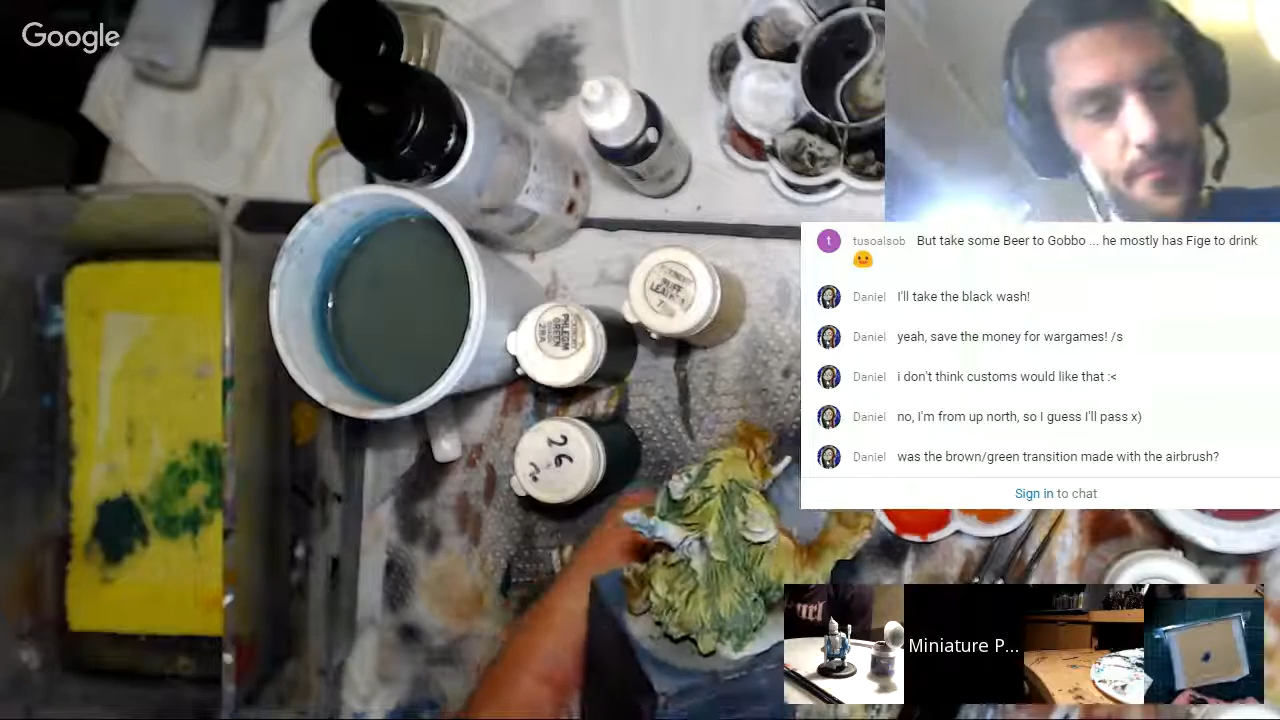 Google
tusoalsob But take some Beer to Gobbo ... he mostly has Fige to drink
Daniel I'll take the black wash!
Daniel yeah, save the money for wargames! /s
Daniel i don't think customs would like that :<
Daniel no, I'm from up north, so I guess I'll pass x)
Daniel was the brown/green transition made with the airbrush?
Sign in to chat
PHLEGM
GREEN
28A
26
Miniature P...